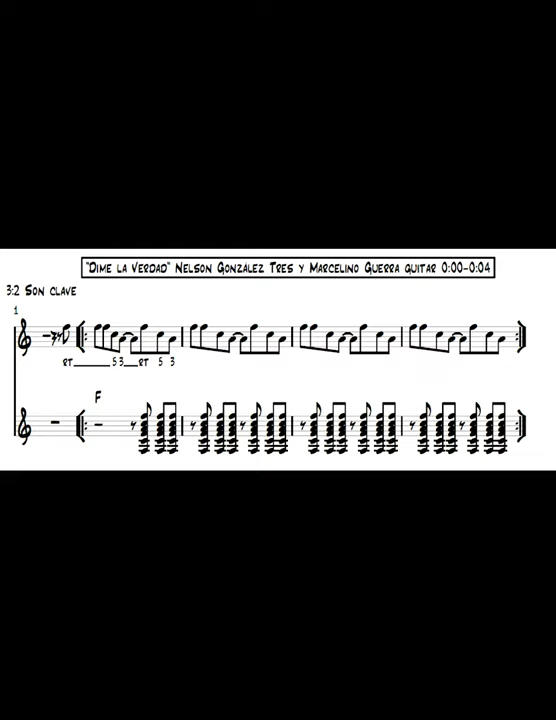 "Dime la Verdad" Nelson Gonzalez Tres y Marcelino Guerra guitar 0:00-0:04
3:2 Son clave
1
RT 5 3 RT 5 3
F